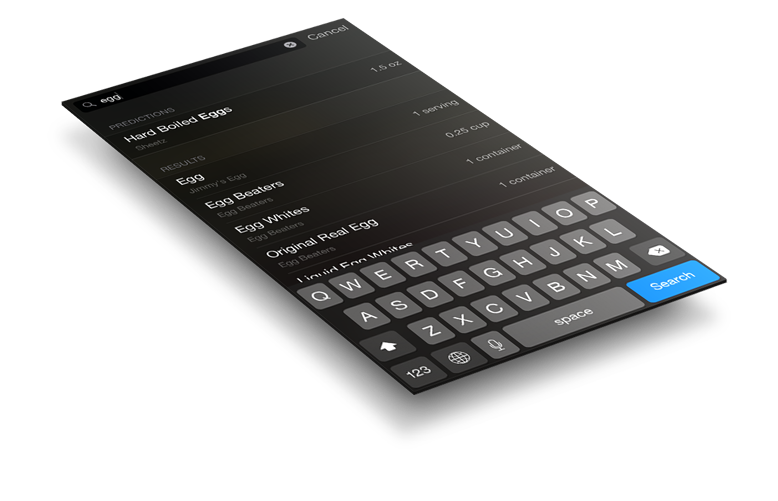 egg Cancel
PREDICTIONS
Hard Boiled Eggs 1.5 oz
Sheetz
RESULTS
Egg 1 serving
Jimmy's Egg
Egg Beaters 0.25 cup
Egg Beaters
Egg Whites 1 container
Egg Beaters
Original Real Egg 1 container
Egg Beaters
Liquid Egg Whites
Q W E R T Y U I O P
A S D F G H J K L
Z X C V B N M
123 space Search